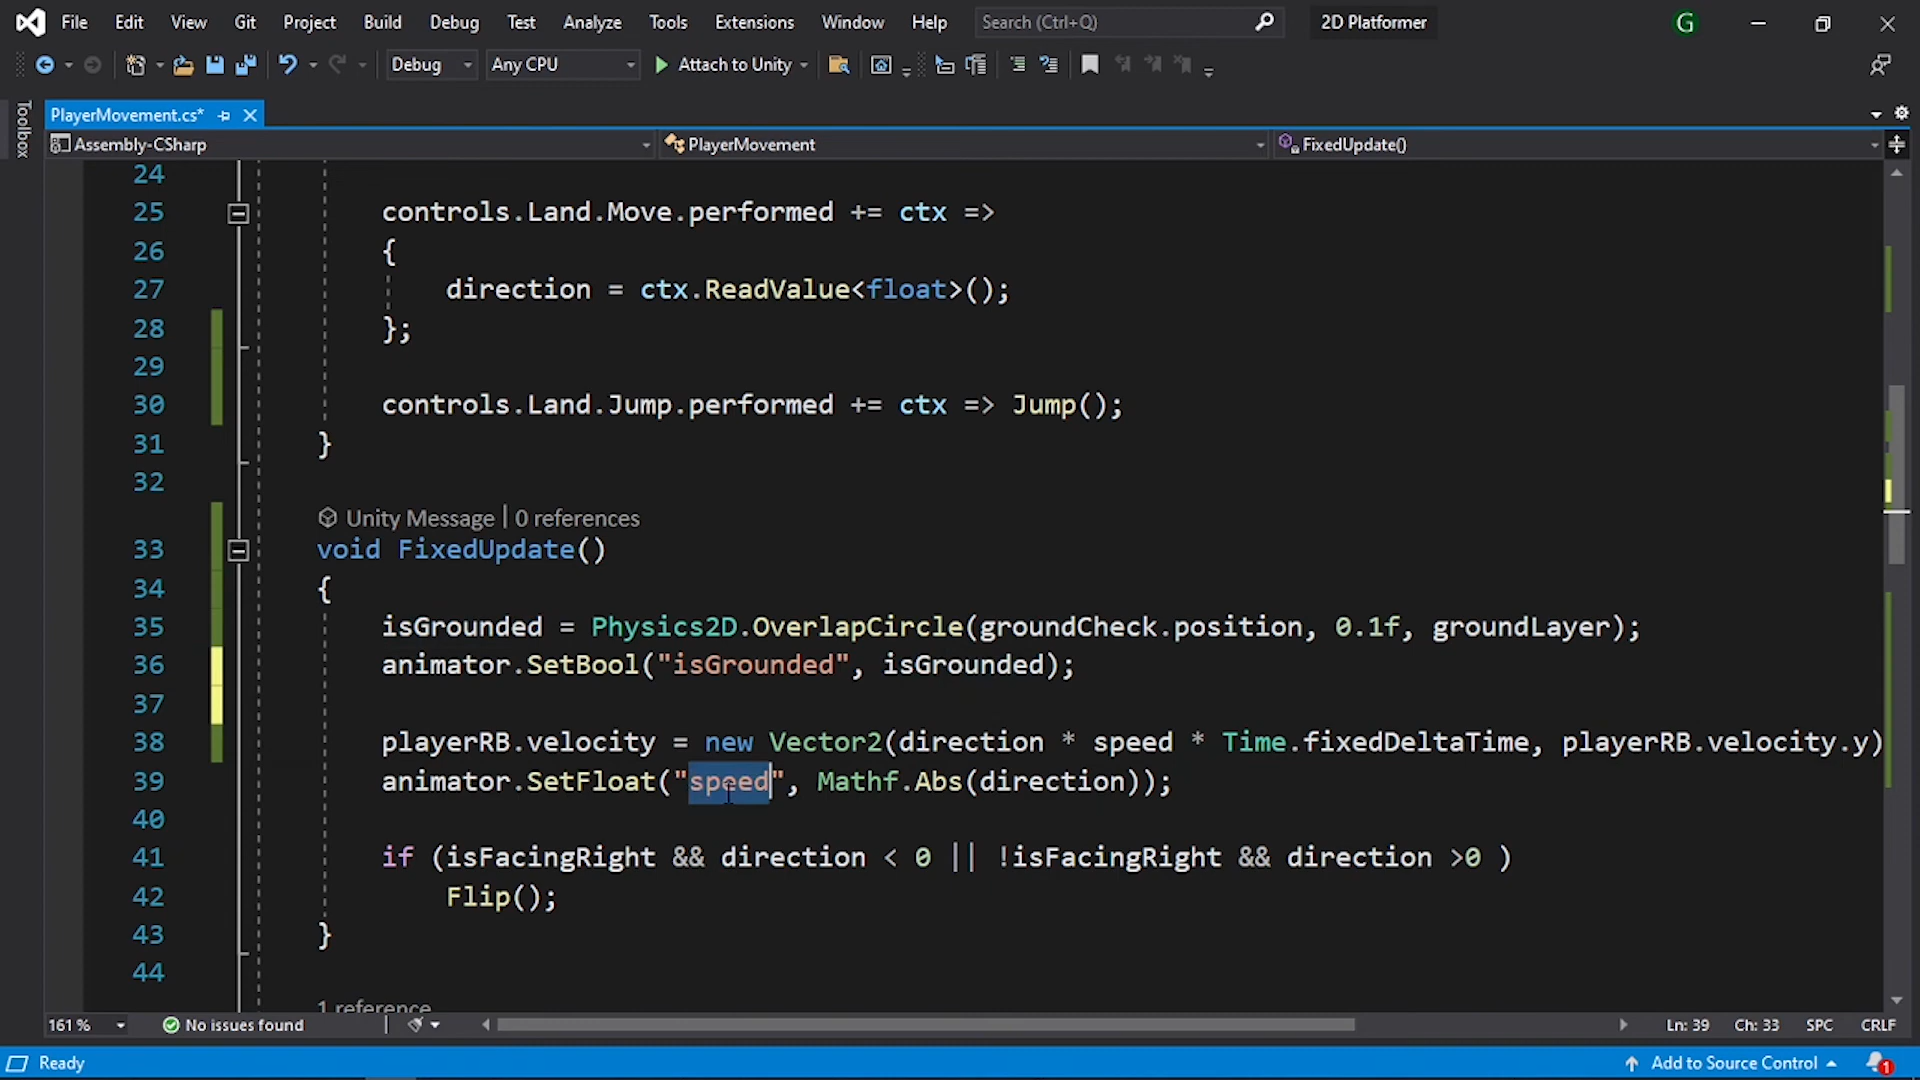 File Edit View Git Project Build Debug Test Analyze Tools Extensions Window Help Search (Ctrl+Q) 2D Platformer G
Debug Any CPU Attach to Unity
Toolbox
PlayerMovement.cs*
Assembly-CSharp PlayerMovement FixedUpdate()
24
25 controls.Land.Move.performed += ctx =>
26 {
27 direction = ctx.ReadValue<float>();
28 };
29
30 controls.Land.Jump.performed += ctx => Jump();
31 }
32
Unity Message | 0 references
33 void FixedUpdate()
34 {
35 isGrounded = Physics2D.OverlapCircle(groundCheck.position, 0.1f, groundLayer);
36 animator.SetBool("isGrounded", isGrounded);
37
38 playerRB.velocity = new Vector2(direction * speed * Time.fixedDeltaTime, playerRB.velocity.y)
39 animator.SetFloat("speed", Mathf.Abs(direction));
40
41 if (isFacingRight && direction < 0 || !isFacingRight && direction >0 )
42 Flip();
43 }
44
1 reference
161 % No issues found Ln: 39 Ch: 33 SPC CRLF
Ready Add to Source Control 1